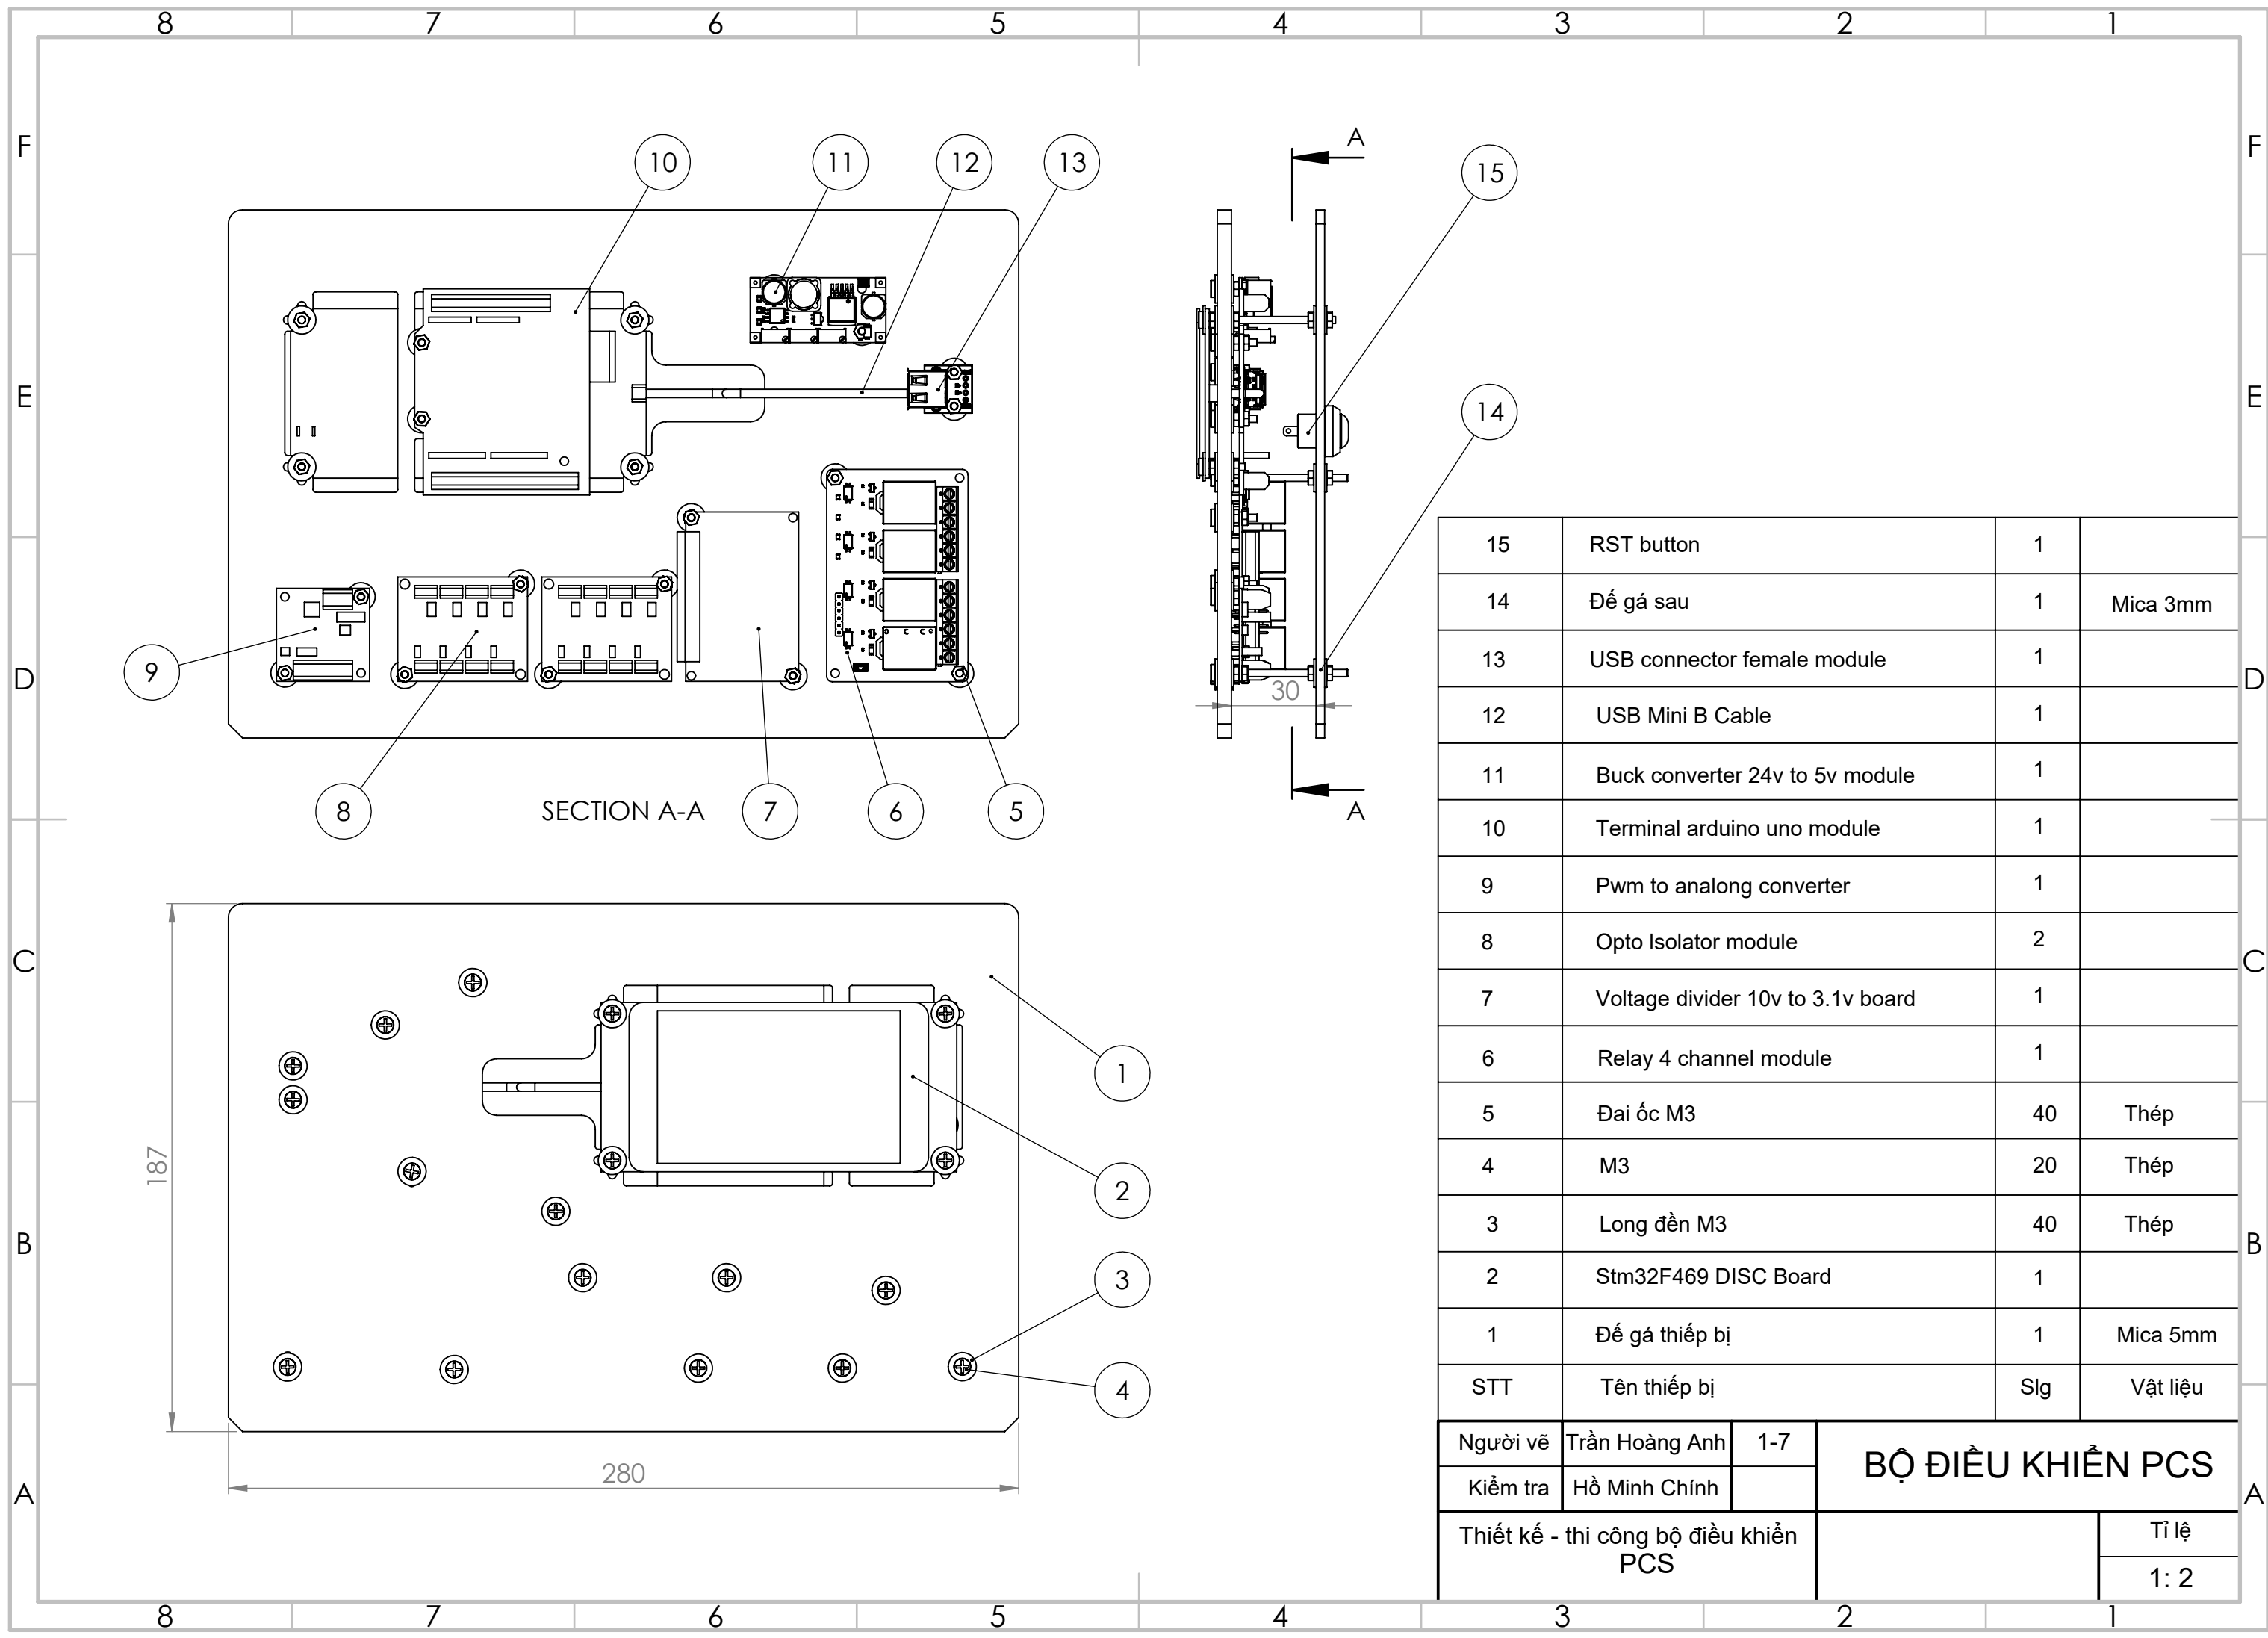 8 7 6 5 4 3 2 1
F F
E E
D D
C C
B B
A A
10 11 12 13
A
15
14
9
30
8 SECTION A-A 7 6 5
A
1
2
3
4
187
280
15 RST button 1
14 Đế gá sau 1 Mica 3mm
13 USB connector female module 1
12 USB Mini B Cable 1
11 Buck converter 24v to 5v module 1
10 Terminal arduino uno module 1
9 Pwm to analong converter 1
8 Opto Isolator module 2
7 Voltage divider 10v to 3.1v board 1
6 Relay 4 channel module 1
5 Đai ốc M3 40 Thép
4 M3 20 Thép
3 Long đền M3 40 Thép
2 Stm32F469 DISC Board 1
1 Đế gá thiếp bị 1 Mica 5mm
STT Tên thiếp bị Slg Vật liệu
Người vẽ Trần Hoàng Anh 1-7
BỘ ĐIỀU KHIỂN PCS
Kiểm tra Hồ Minh Chính
Thiết kế - thi công bộ điều khiển
PCS
Tỉ lệ
1: 2
8 7 6 5 4 3 2 1